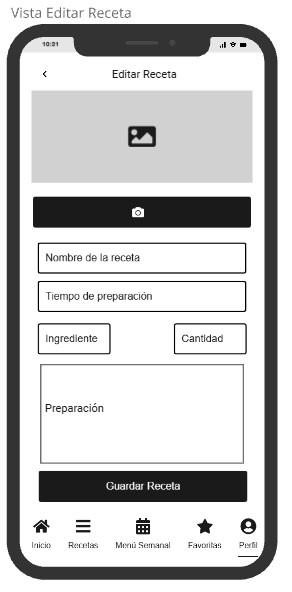 Vista Editar Receta
10:31
Editar Receta
Nombre de la receta
Tiempo de preparación
Ingrediente Cantidad
Preparación
Guardar Receta
Inicio Recetas Menú Semanal Favoritas Perfil